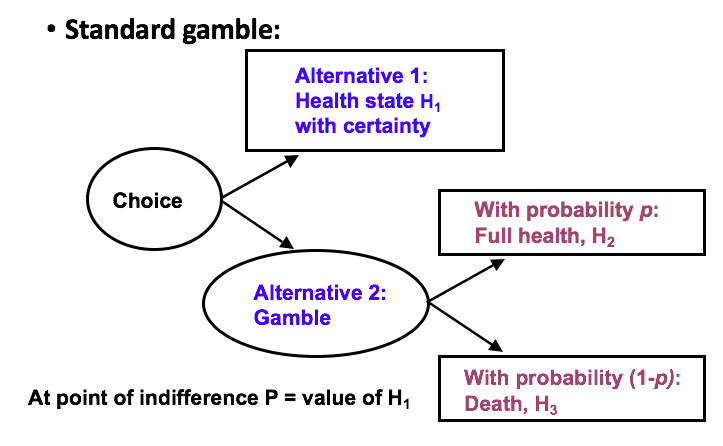 • Standard gamble:
Alternative 1:
Health state H₁
with certainty
Choice
With probability p:
Full health, H₂
Alternative 2:
Gamble
With probability (1-p):
Death, H₃
At point of indifference P = value of H₁